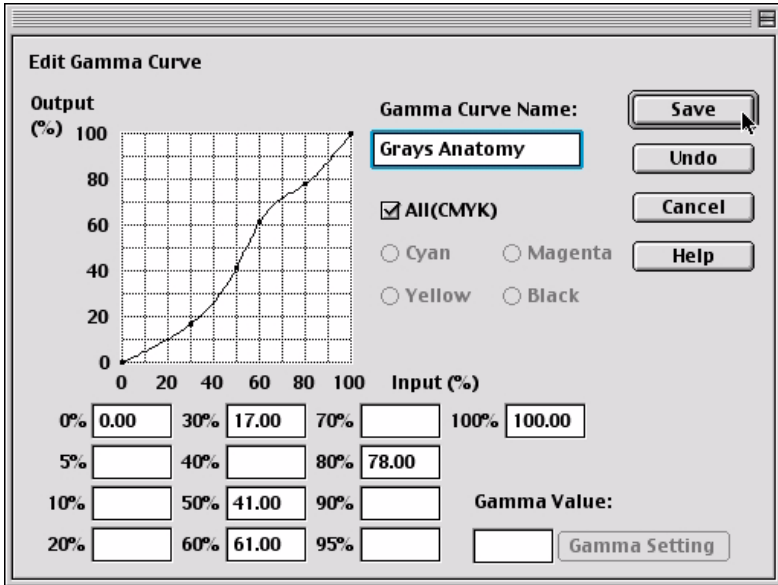 Edit Gamma Curve
Output
(%)
100
80
60
40
20
0
0 20 40 60 80 100 Input (%)
Gamma Curve Name:
Grays Anatomy
All(CMYK)
Cyan Magenta
Yellow Black
Save
Undo
Cancel
Help
0% 0.00 30% 17.00 70% 100% 100.00
5% 40% 80% 78.00
10% 50% 41.00 90%
20% 60% 61.00 95%
Gamma Value:
Gamma Setting